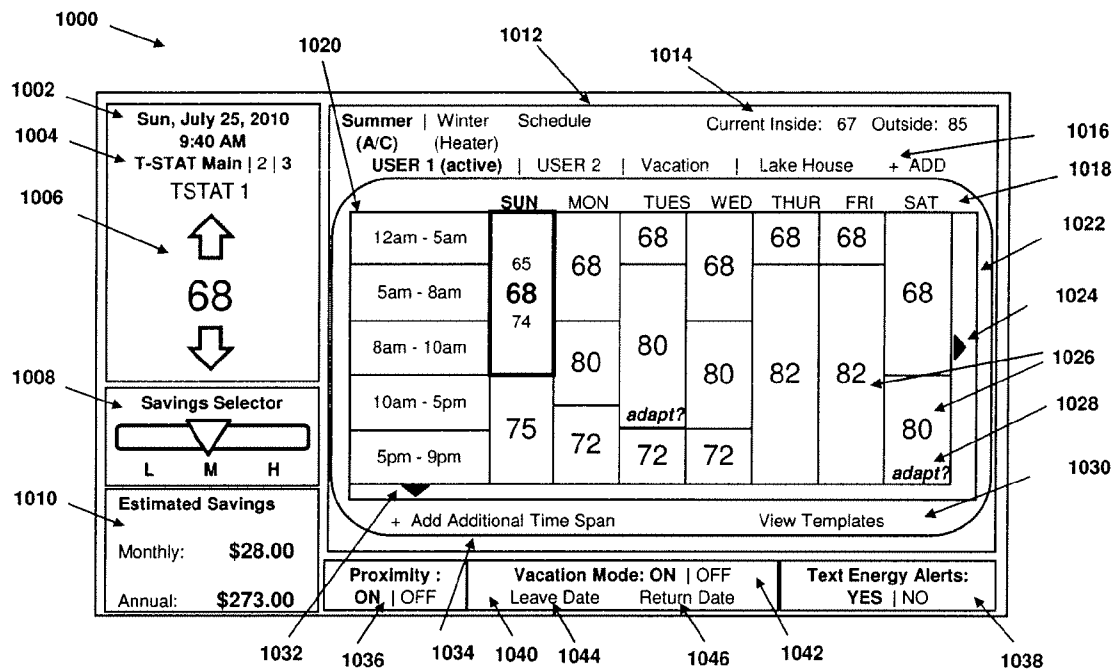 1000
1002
1004
1006
1008
1010
1012
1014
1016
1018
1020
1022
1024
1026
1028
1030
1032
1036
1034
1040
1044
1046
1042
1038
Sun, July 25, 2010
9:40 AM
T-STAT Main | 2 | 3
TSTAT 1
68
Savings Selector
L M H
Estimated Savings
Monthly: $28.00
Annual: $273.00
Summer | Winter Schedule Current Inside: 67 Outside: 85
(A/C) (Heater)
USER 1 (active) | USER 2 | Vacation | Lake House + ADD
SUN MON TUES WED THUR FRI SAT
12am - 5am
5am - 8am
8am - 10am
10am - 5pm
5pm - 9pm
65
68
74
75
68
80
72
68
80
adapt?
72
68
80
72
68
82
68
82
68
80
adapt?
+ Add Additional Time Span View Templates
Proximity :
ON | OFF
Vacation Mode: ON | OFF
Leave Date Return Date
Text Energy Alerts:
YES | NO